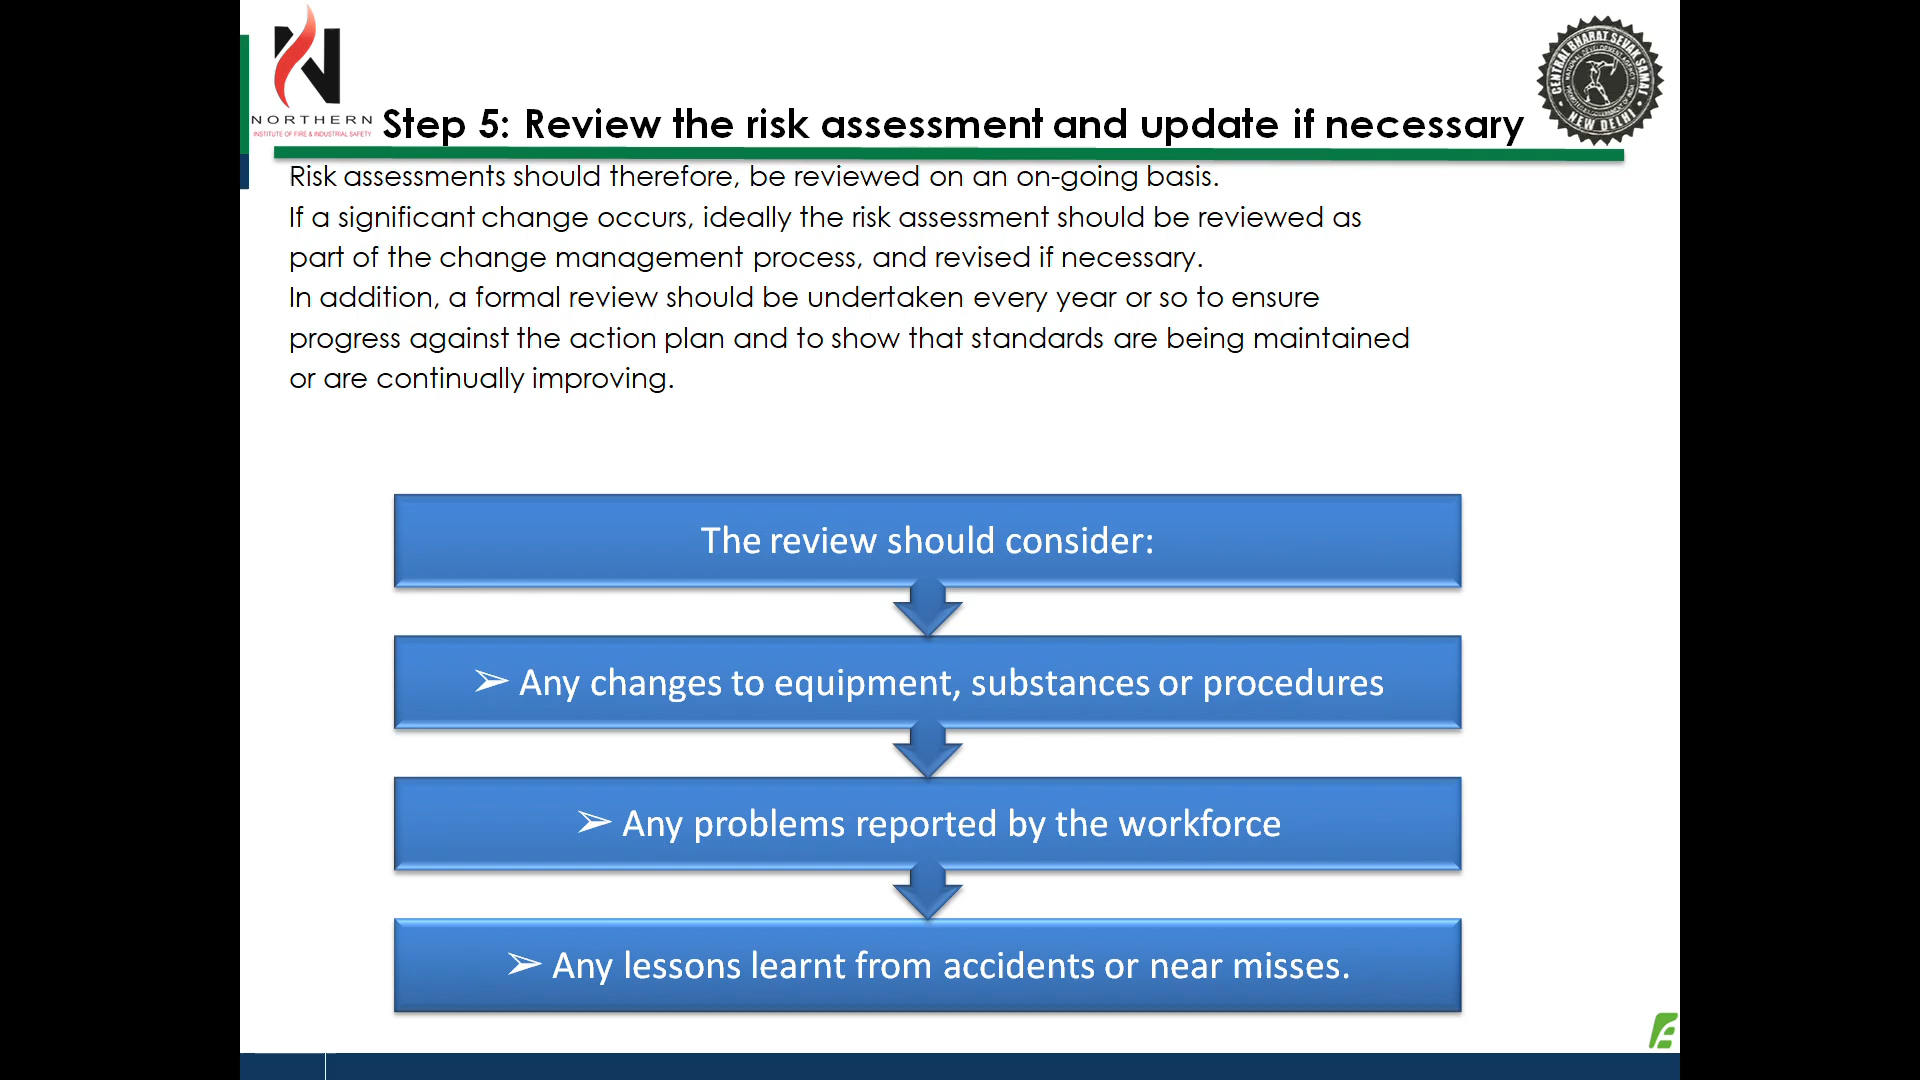 NORTHERN
INSTITUTE OF FIRE & INDUSTRIAL SAFETY
CENTRAL BHARAT SEVAK SAMAJ
NEW DELHI
Step 5: Review the risk assessment and update if necessary
Risk assessments should therefore, be reviewed on an on-going basis.
If a significant change occurs, ideally the risk assessment should be reviewed as
part of the change management process, and revised if necessary.
In addition, a formal review should be undertaken every year or so to ensure
progress against the action plan and to show that standards are being maintained
or are continually improving.
The review should consider:
➢ Any changes to equipment, substances or procedures
➢ Any problems reported by the workforce
➢ Any lessons learnt from accidents or near misses.